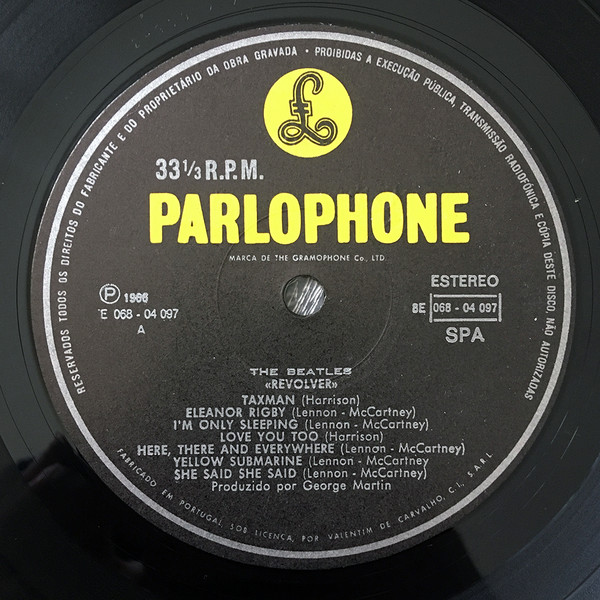 RESERVADOS TODOS OS DIREITOS DO FABRICANTE E DO PROPRIETÁRIO DA OBRA GRAVADA • PROIBIDAS A EXECUÇÃO PÚBLICA, TRANSMISSÃO RADIOFÓNICA E CÓPIA DESTE DISCO, NÃO AUTORIZADAS
£
33 1/3 R.P.M.
PARLOPHONE
MARCA DE THE GRAMOPHONE Co., LTD
ESTEREO
℗ 1966
8E 068 - 04 097
'E 068 - 04 097
SPA
A
THE BEATLES
«REVOLVER»
TAXMAN (Harrison)
ELEANOR RIGBY (Lennon - McCartney)
I'M ONLY SLEEPING (Lennon - McCartney)
LOVE YOU TOO (Harrison)
HERE, THERE AND EVERYWHERE (Lennon - McCartney)
YELLOW SUBMARINE (Lennon - McCartney)
SHE SAID SHE SAID (Lennon - McCartney)
Produzido por George Martin
FABRICADO EM PORTUGAL, SOB LICENÇA, POR VALENTIM DE CARVALHO, C.I., S.A.R.L.